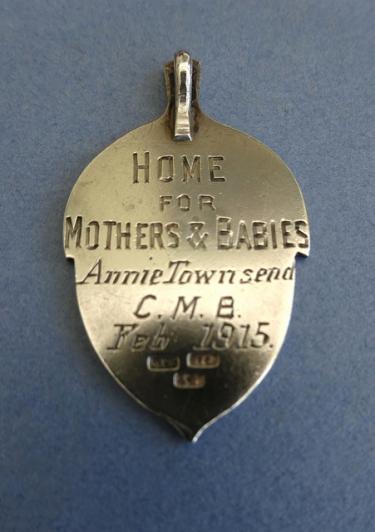 HOME
FOR
MOTHERS & BABIES
Annie Townsend
C. M. B.
Feb 1915.